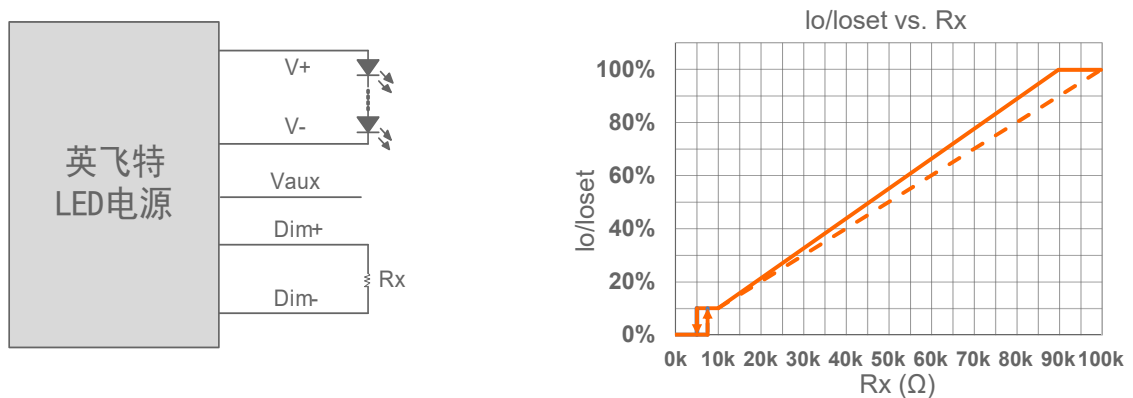 英飞特
LED电源
V+
V-
Vaux
Dim+
Rx
Dim-
Io/Ioset vs. Rx
Io/Ioset
100%
80%
60%
40%
20%
0%
0k 10k 20k 30k 40k 50k 60k 70k 80k 90k 100k
Rx (Ω)